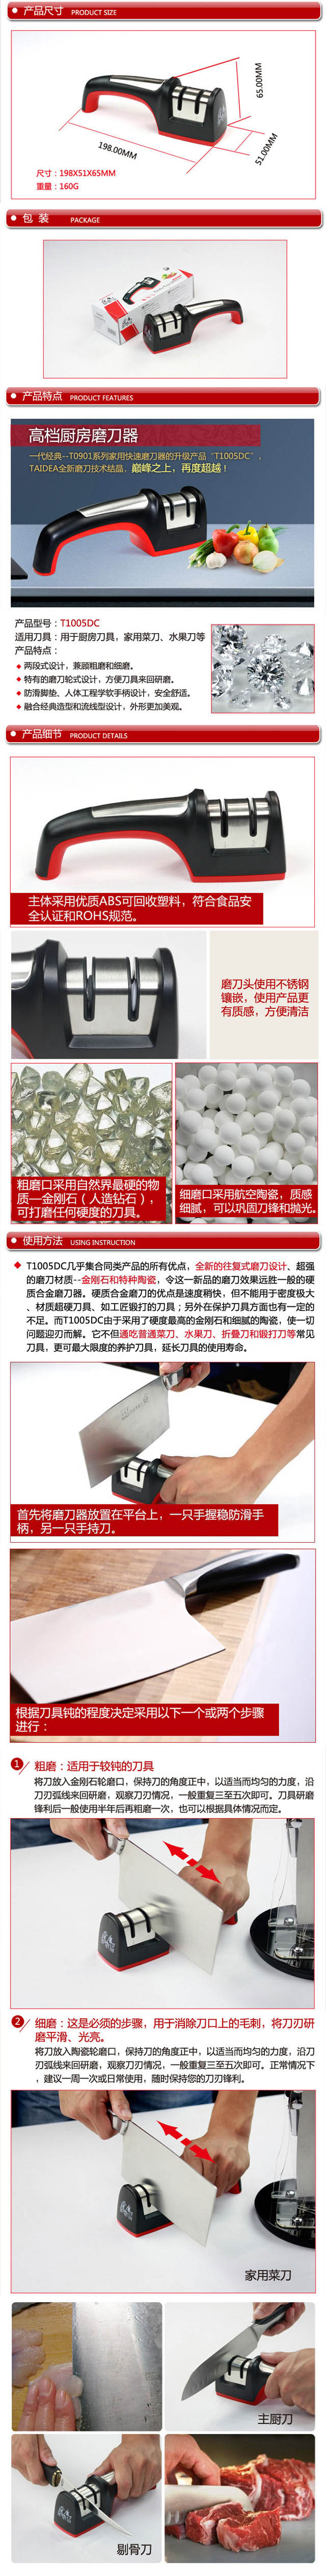 产品尺寸 PRODUCT SIZE
65.00MM
198.00MM
51.00MM
尺寸：198X51X65MM
重量：160G
包 装 PACKAGE
产品特点 PRODUCT FEATURES
高档厨房磨刀器
一代经典--T0901系列家用快速磨刀器的升级产品“T1005DC”，
TAIDEA全新磨刀技术结晶，巅峰之上，再度超越！
产品型号：T1005DC
适用刀具：用于厨房刀具，家用菜刀、水果刀等
产品特点：
两段式设计，兼顾粗磨和细磨。
特有的磨刀轮式设计，方便刀具来回研磨。
防滑脚垫、人体工程学软手柄设计，安全舒适。
融合经典造型和流线型设计，外形更加美观。
产品细节 PRODUCT DETAILS
主体采用优质ABS可回收塑料，符合食品安
全认证和ROHS规范。
磨刀头使用不锈钢
镶嵌，使用产品更
有质感，方便清洁
粗磨口采用自然界最硬的物
质—金刚石（人造钻石），
可打磨任何硬度的刀具。
细磨口采用航空陶瓷，质感
细腻，可以巩固刀锋和抛光。
使用方法 USING INSTRUCTION
T1005DC几乎集合同类产品的所有优点，全新的往复式磨刀设计、超强
的磨刀材质--金刚石和特种陶瓷，令这一新品的磨刀效果远胜一般的硬
质合金磨刀器。硬质合金磨刀的优点是速度稍快，但不能用于密度极大
、材质超硬刀具、如工匠锻打的刀具；另外在保护刀具方面也有一定的
不足。而T1005DC由于采用了硬度最高的金刚石和细腻的陶瓷，使一切
问题迎刃而解。它不但通吃普通菜刀、水果刀、折叠刀和锻打刀等常见
刀具，更可最大限度的养护刀具，延长刀具的使用寿命。
首先将磨刀器放置在平台上，一只手握稳防滑手
柄，另一只手持刀。
根据刀具钝的程度决定采用以下一个或两个步骤
进行：
1 粗磨：适用于较钝的刀具
将刀放入金刚石轮磨口，保持刀的角度正中，以适当而均匀的力度，沿
刀刃弧线来回研磨，观察刀刃情况，一般重复三至五次即可。刀具研磨
锋利后一般使用半年后再粗磨一次，也可以根据具体情况而定。
2 细磨：这是必须的步骤，用于消除刀口上的毛刺，将刀刃研
磨平滑、光亮。
将刀放入陶瓷轮磨口，保持刀的角度正中，以适当而均匀的力度，沿刀
刃弧线来回研磨，观察刀刃情况，一般重复三至五次即可。正常情况下
，建议一周一次或日常使用，随时保持您的刀刃锋利。
家用菜刀
主厨刀
剔骨刀